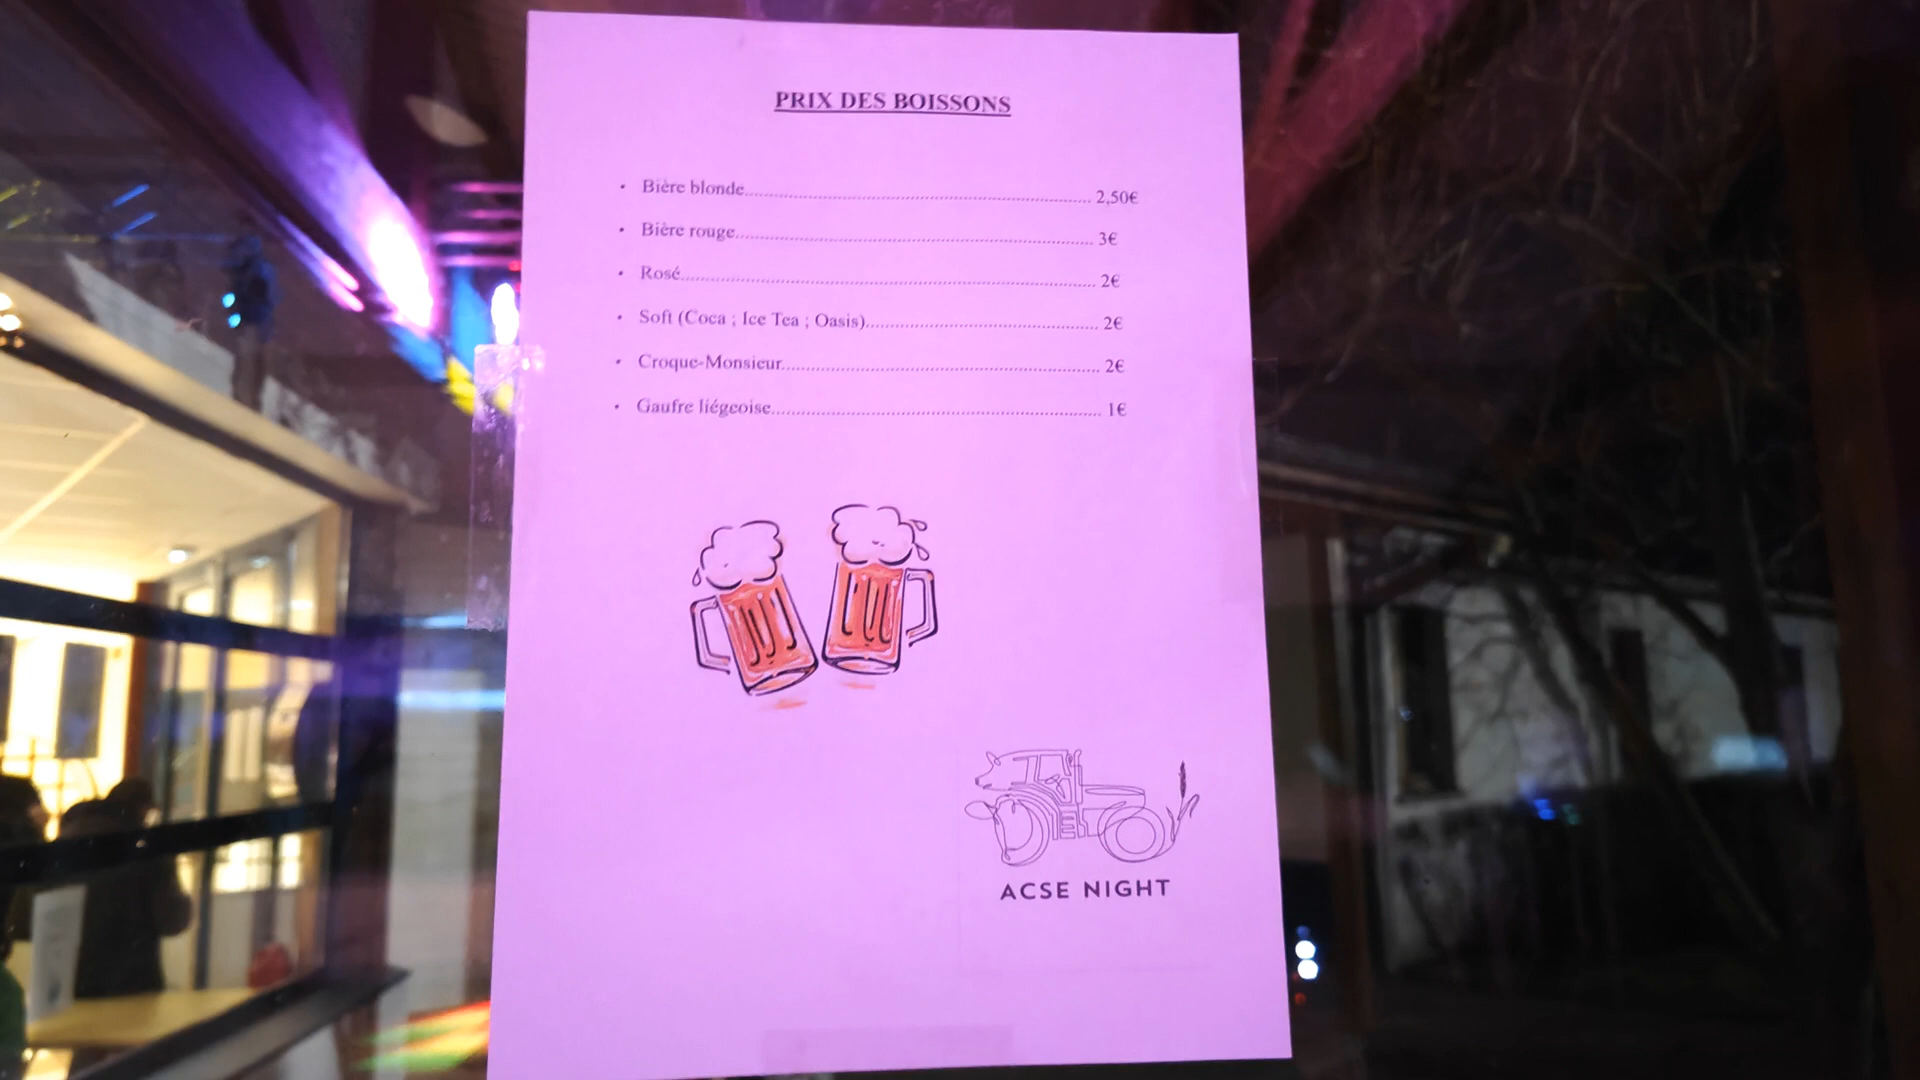 PRIX DES BOISSONS
• Bière blonde.......................................................................... 2,50€
• Bière rouge............................................................................ 3€
• Rosé........................................................................................ 2€
• Soft (Coca ; Ice Tea ; Oasis)................................................. 2€
• Croque-Monsieur................................................................... 2€
• Gaufre liégeoise..................................................................... 1€
ACSE NIGHT